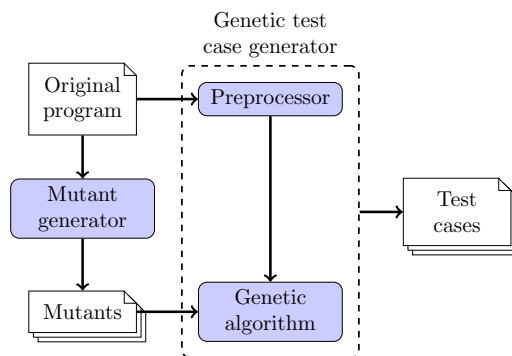 Genetic test
case generator
Original
program
Preprocessor
Mutant
generator
Test
cases
Mutants
Genetic
algorithm